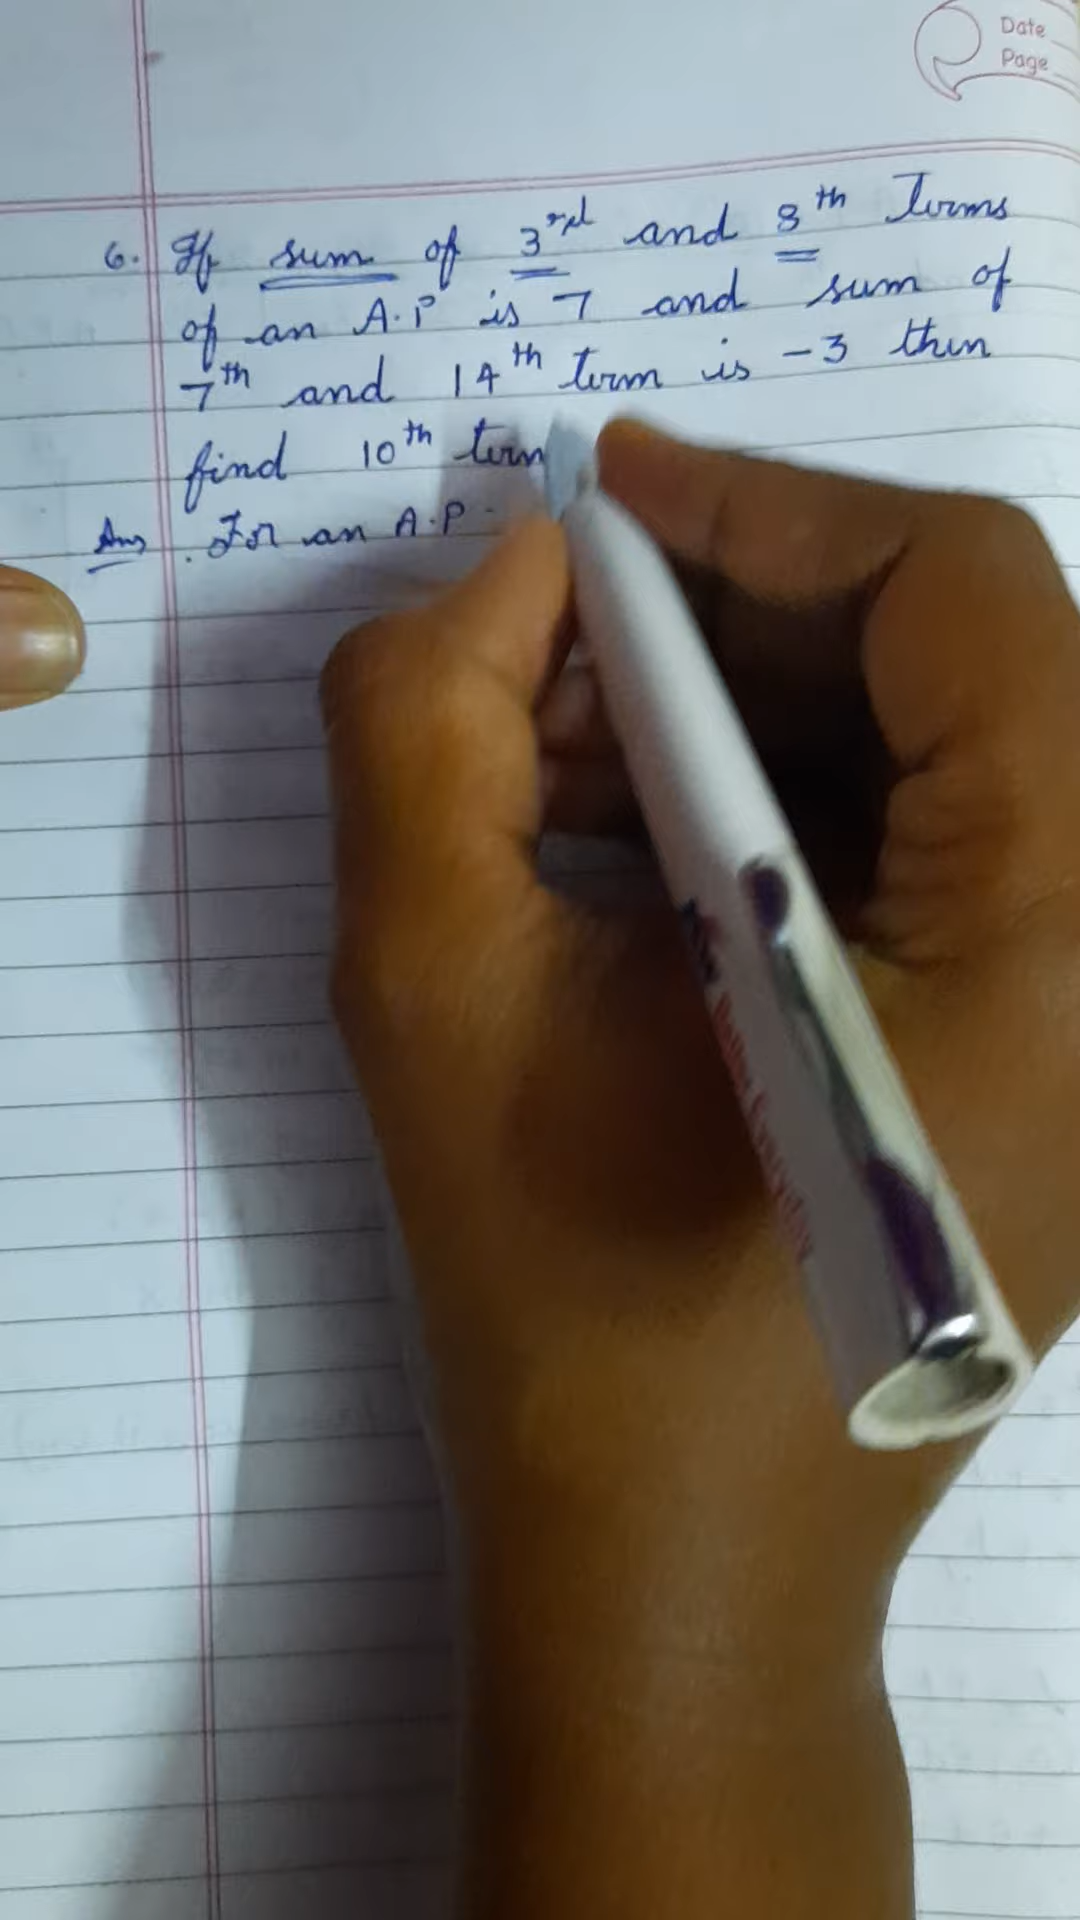 Date
Page
6. If sum of 3rd and 8th Terms
of an A.P is 7 and sum of
7th and 14th term is -3 then
find 10th term
Ans . For an A.P.